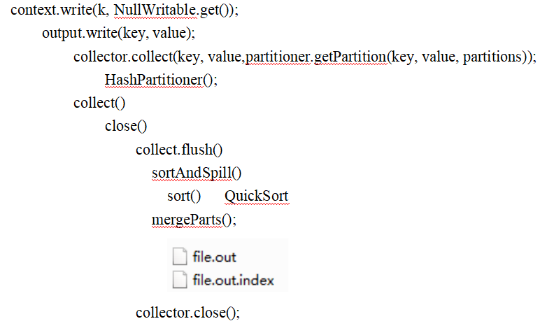 context.write(k, NullWritable.get());
output.write(key, value);
collector.collect(key, value,partitioner.getPartition(key, value, partitions));
HashPartitioner();
collect()
close()
collect.flush()
sortAndSpill()
sort() QuickSort
mergeParts();
file.out
file.out.index
collector.close();